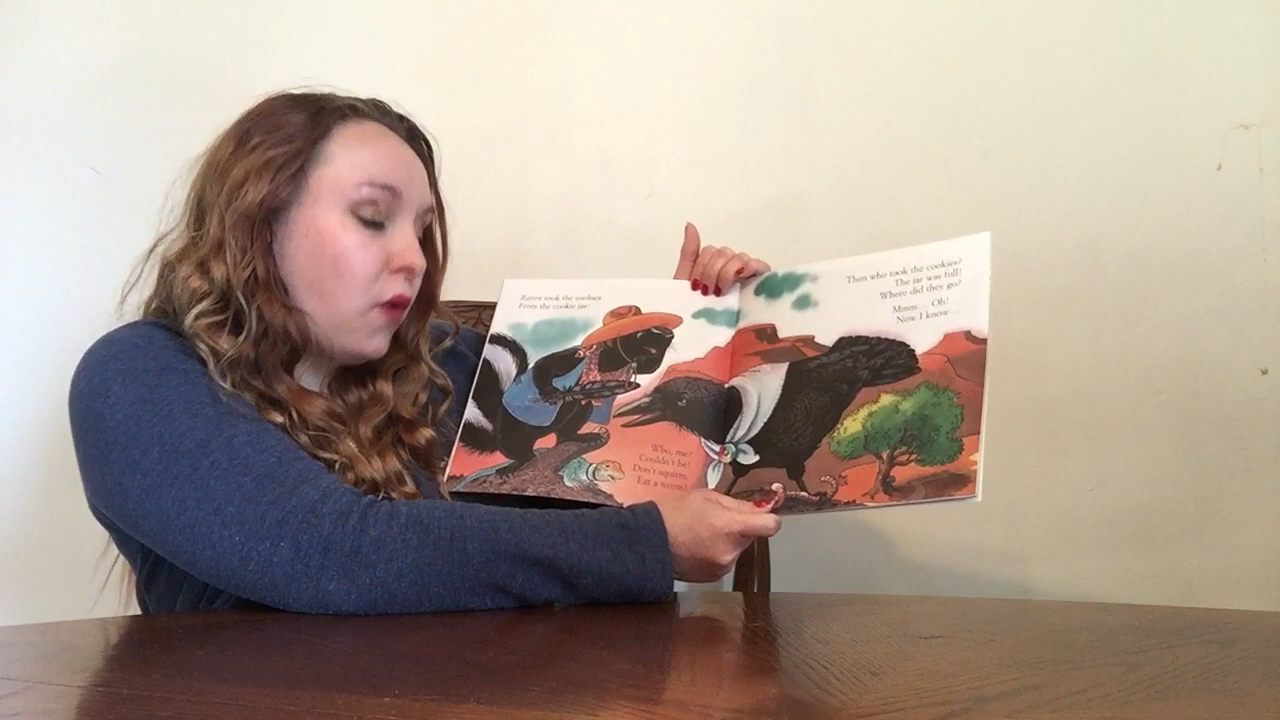 Raven took the cookies
From the cookie jar!
Who, me?
Couldn't be!
Don't squirm.
Eat a worm!
Then who took the cookies?
The jar was full!
Where did they go?
Mmm . . . Oh! . . .
Now I know . . .